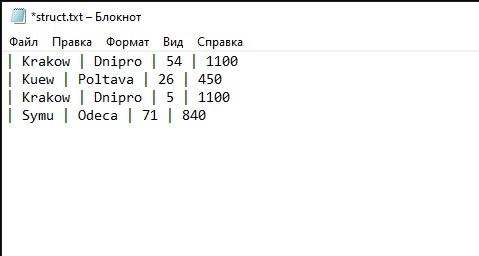 *struct.txt – Блокнот
Файл Правка Формат Вид Справка
| Krakow | Dnipro | 54 | 1100
| Kuew | Poltava | 26 | 450
| Krakow | Dnipro | 5 | 1100
| Symu | Odeca | 71 | 840